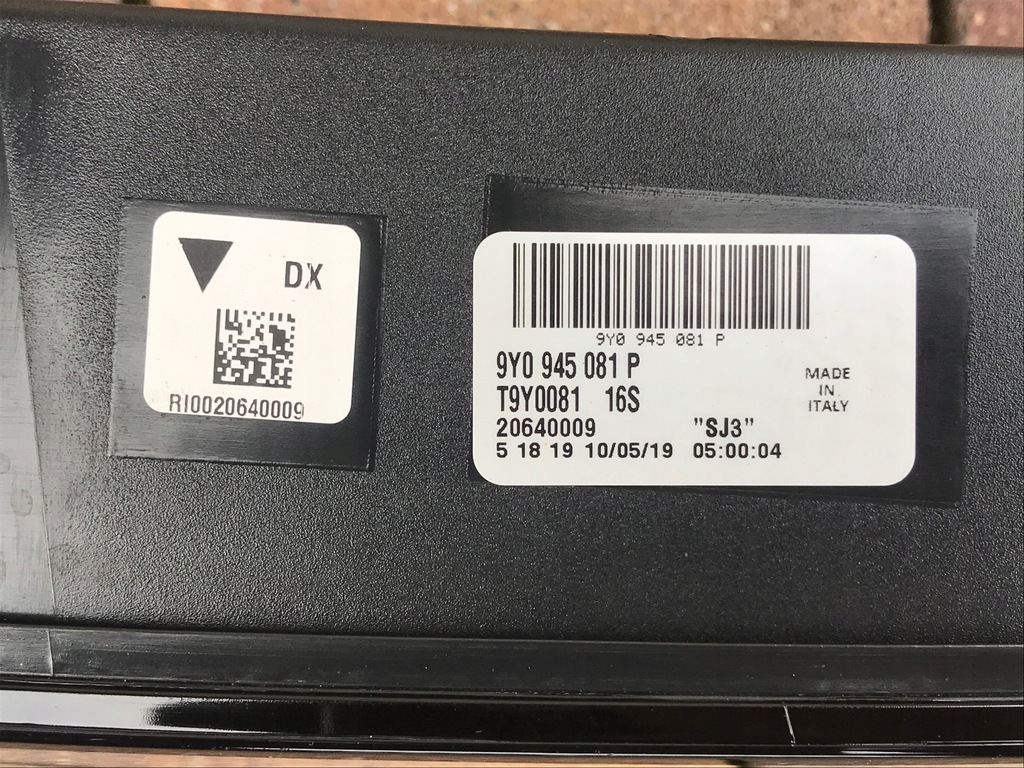 DX
RI0020640009
9Y0 945 081 P
9Y0 945 081 P
T9Y0081 16S
20640009 "SJ3"
5 18 19 10/05/19 05:00:04
MADE
IN
ITALY